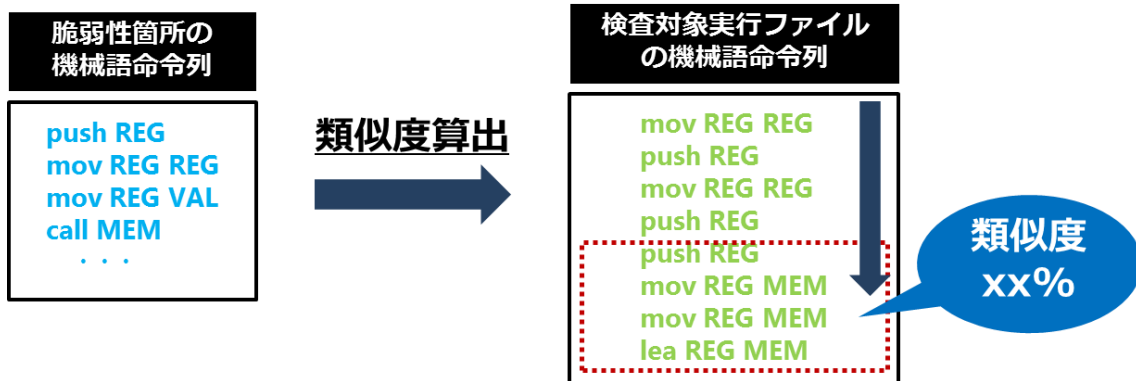 脆弱性箇所の
機械語命令列
push REG
mov REG REG
mov REG VAL
call MEM
・・・
類似度算出
検査対象実行ファイル
の機械語命令列
mov REG REG
push REG
mov REG REG
push REG
push REG
mov REG MEM
mov REG MEM
lea REG MEM
類似度
xx%